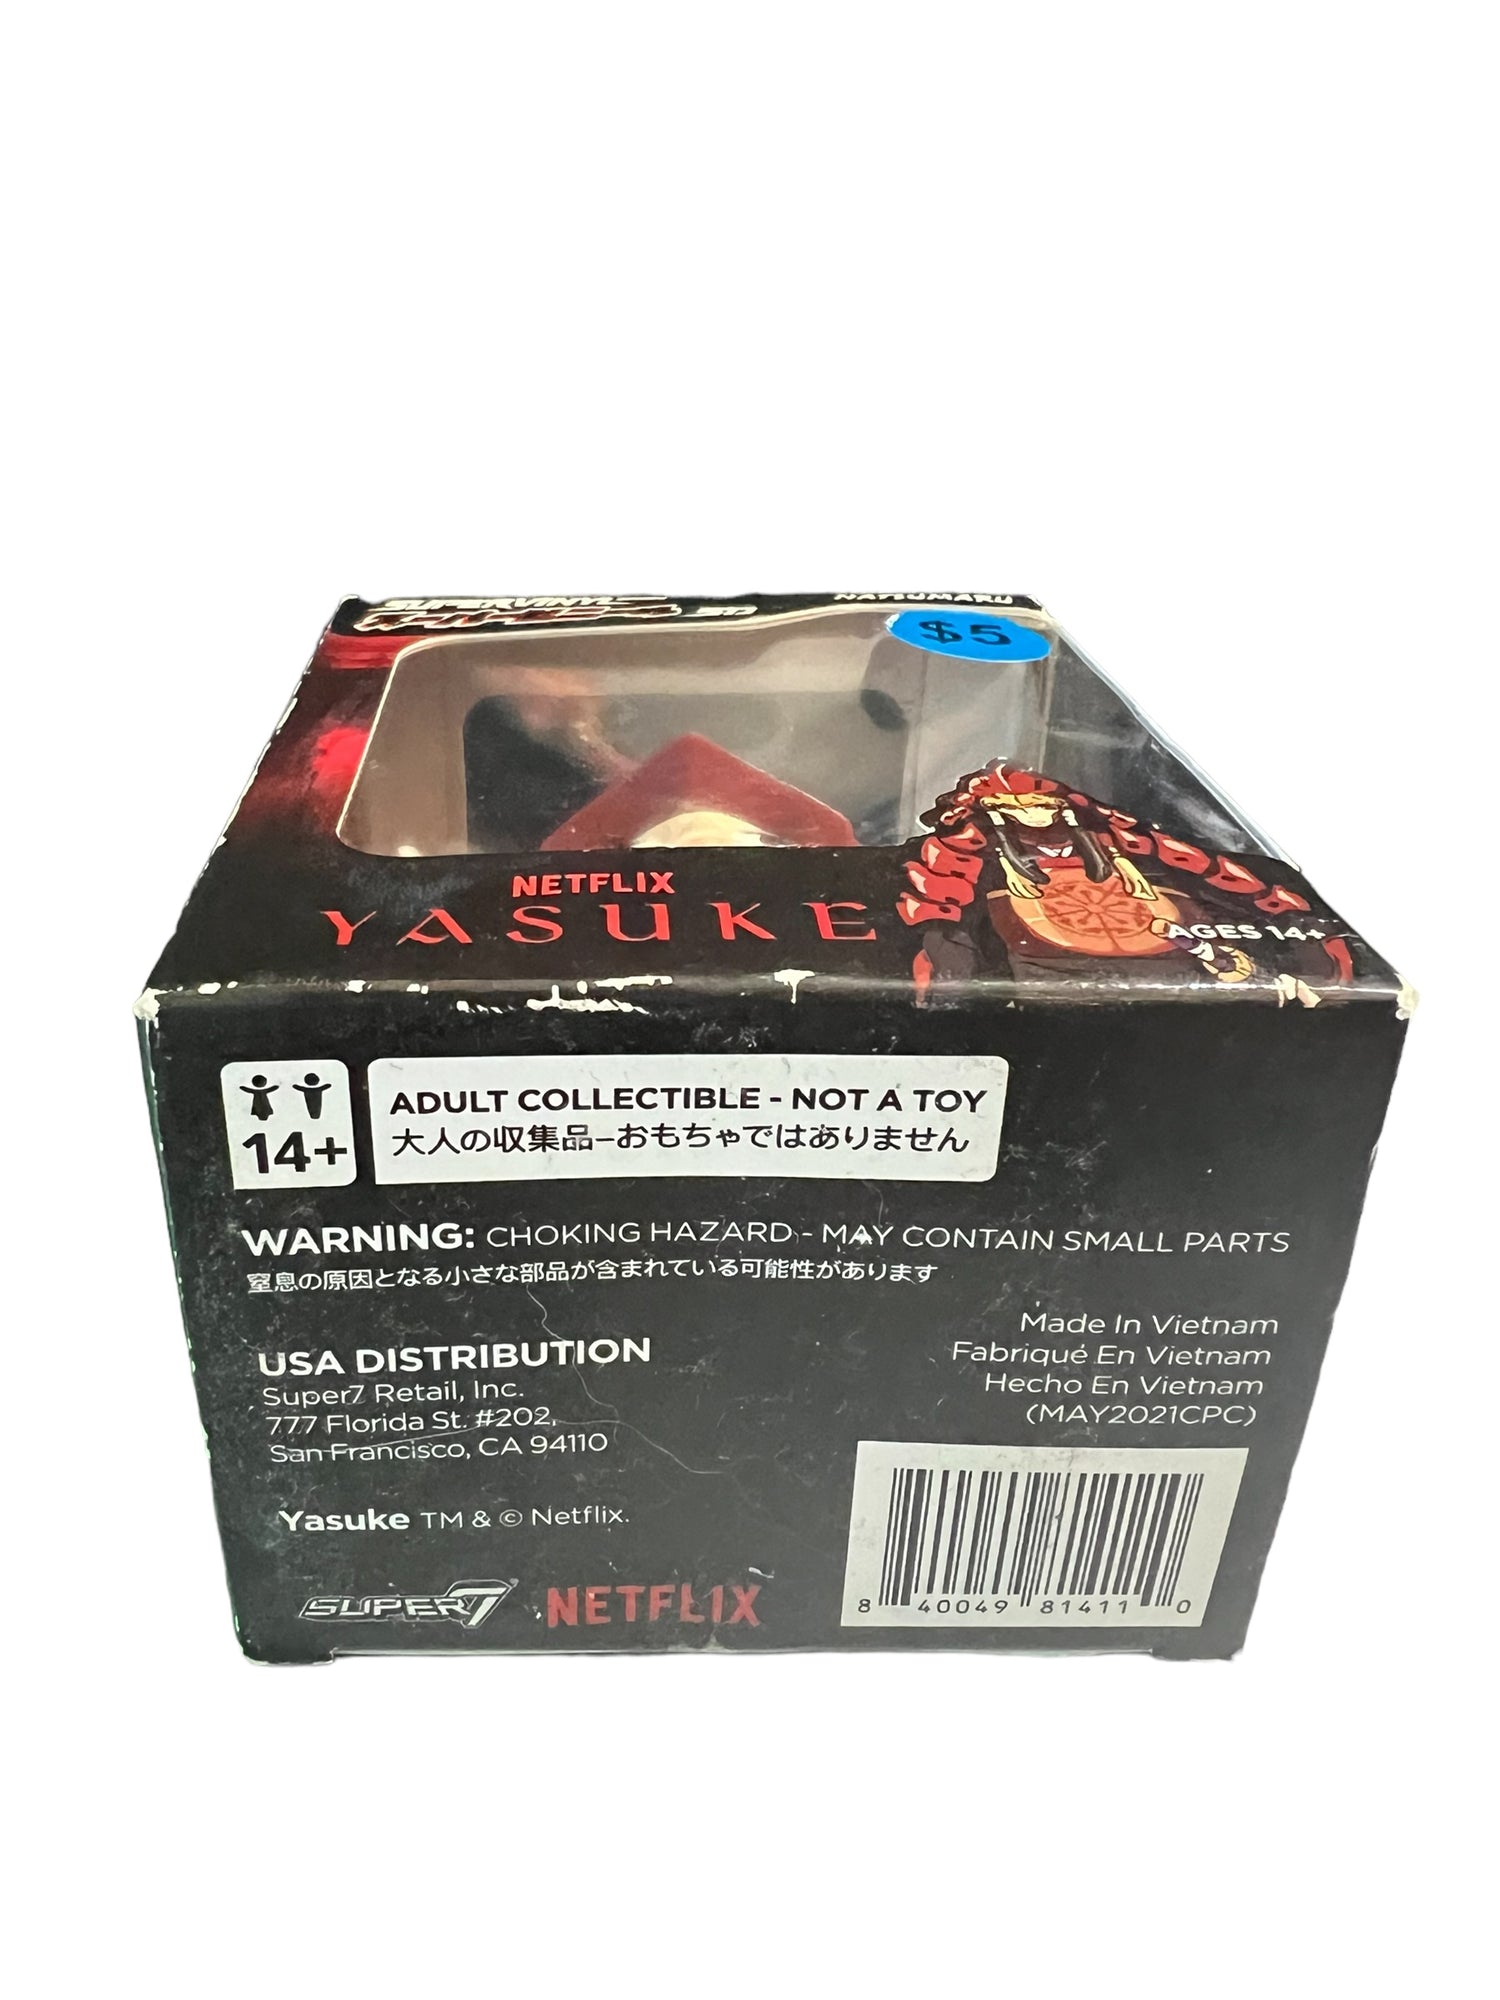 SUPERVINYL
NATSUMARU
$5
NETFLIX
YASUKE
AGES 14+
14+
ADULT COLLECTIBLE - NOT A TOY
大人の収集品–おもちゃではありません
WARNING: CHOKING HAZARD - MAY CONTAIN SMALL PARTS
窒息の原因となる小さな部品が含まれている可能性があります
USA DISTRIBUTION
Super7 Retail, Inc.
777 Florida St. #202,
San Francisco, CA 94110
Made In Vietnam
Fabriqué En Vietnam
Hecho En Vietnam
(MAY2021CPC)
Yasuke TM & © Netflix.
SUPER7 NETFLIX
8 40049 81411 0